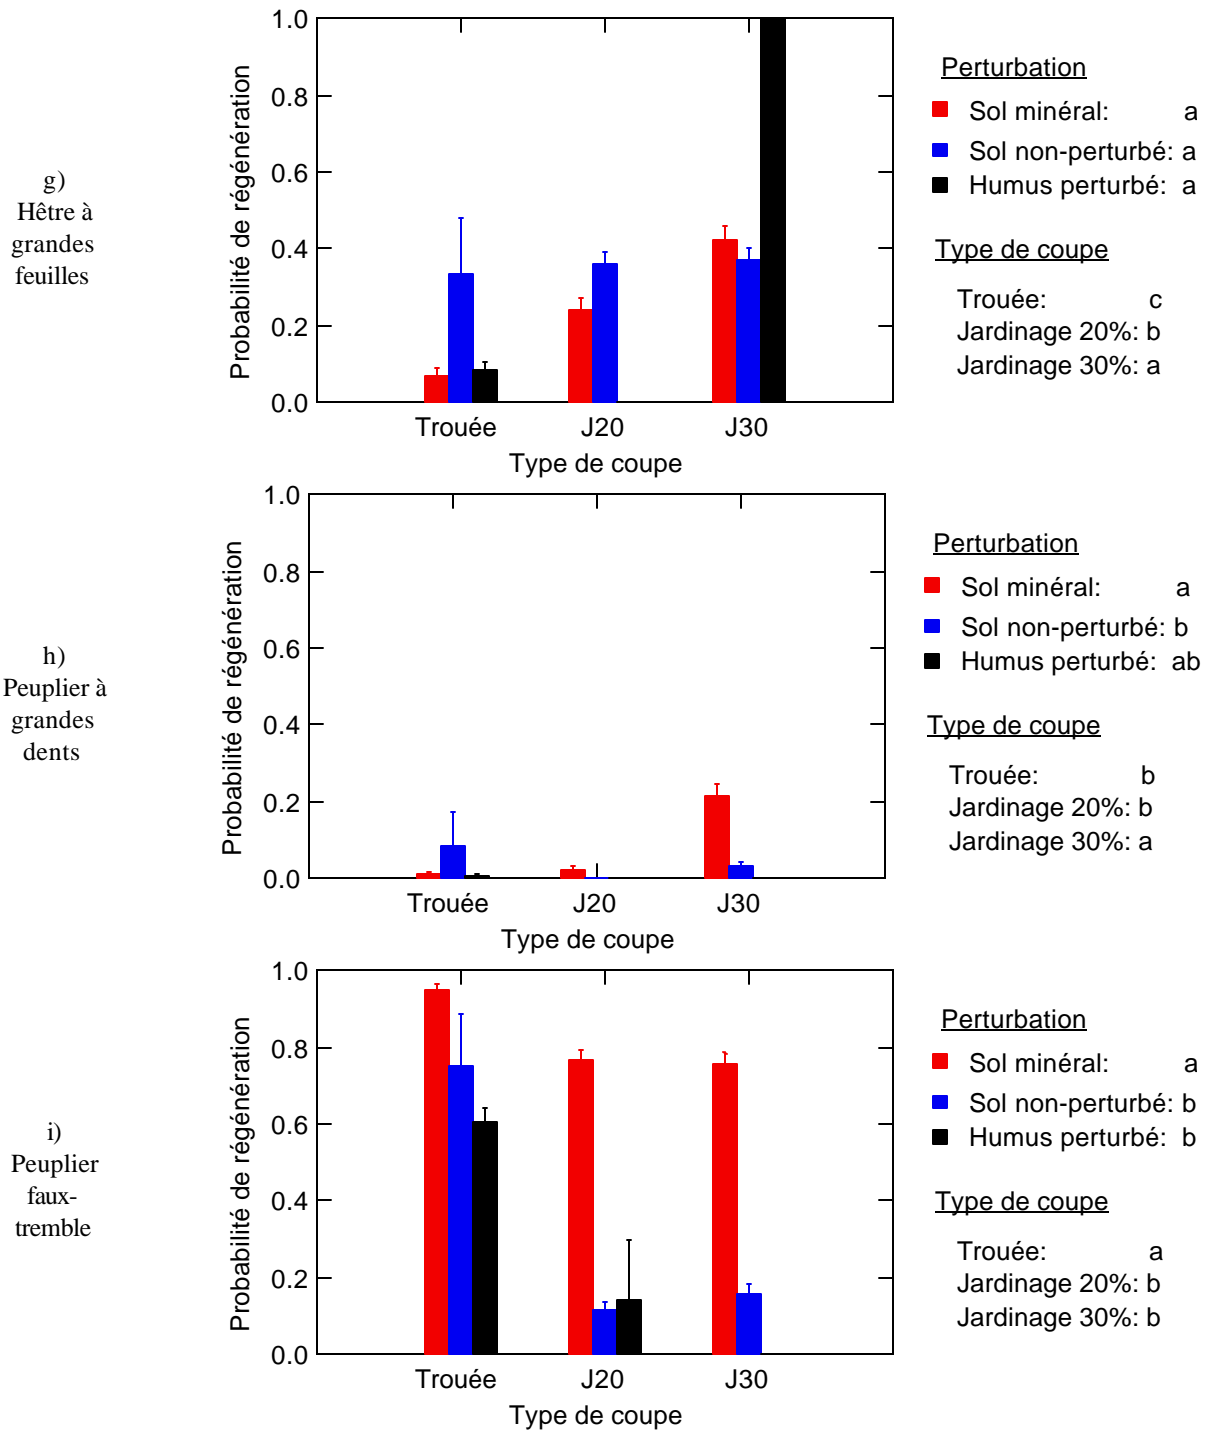 g)
Hêtre à
grandes
feuilles
Probabilité de régénération
1.0
0.8
0.6
0.4
0.2
0.0
Trouée J20 J30
Type de coupe
Perturbation
Sol minéral: a
Sol non-perturbé: a
Humus perturbé: a
Type de coupe
Trouée: c
Jardinage 20%: b
Jardinage 30%: a
h)
Peuplier à
grandes
dents
Probabilité de régénération
1.0
0.8
0.6
0.4
0.2
0.0
Trouée J20 J30
Type de coupe
Perturbation
Sol minéral: a
Sol non-perturbé: b
Humus perturbé: ab
Type de coupe
Trouée: b
Jardinage 20%: b
Jardinage 30%: a
i)
Peuplier
faux-
tremble
Probabilité de régénération
1.0
0.8
0.6
0.4
0.2
0.0
Trouée J20 J30
Type de coupe
Perturbation
Sol minéral: a
Sol non-perturbé: b
Humus perturbé: b
Type de coupe
Trouée: a
Jardinage 20%: b
Jardinage 30%: b